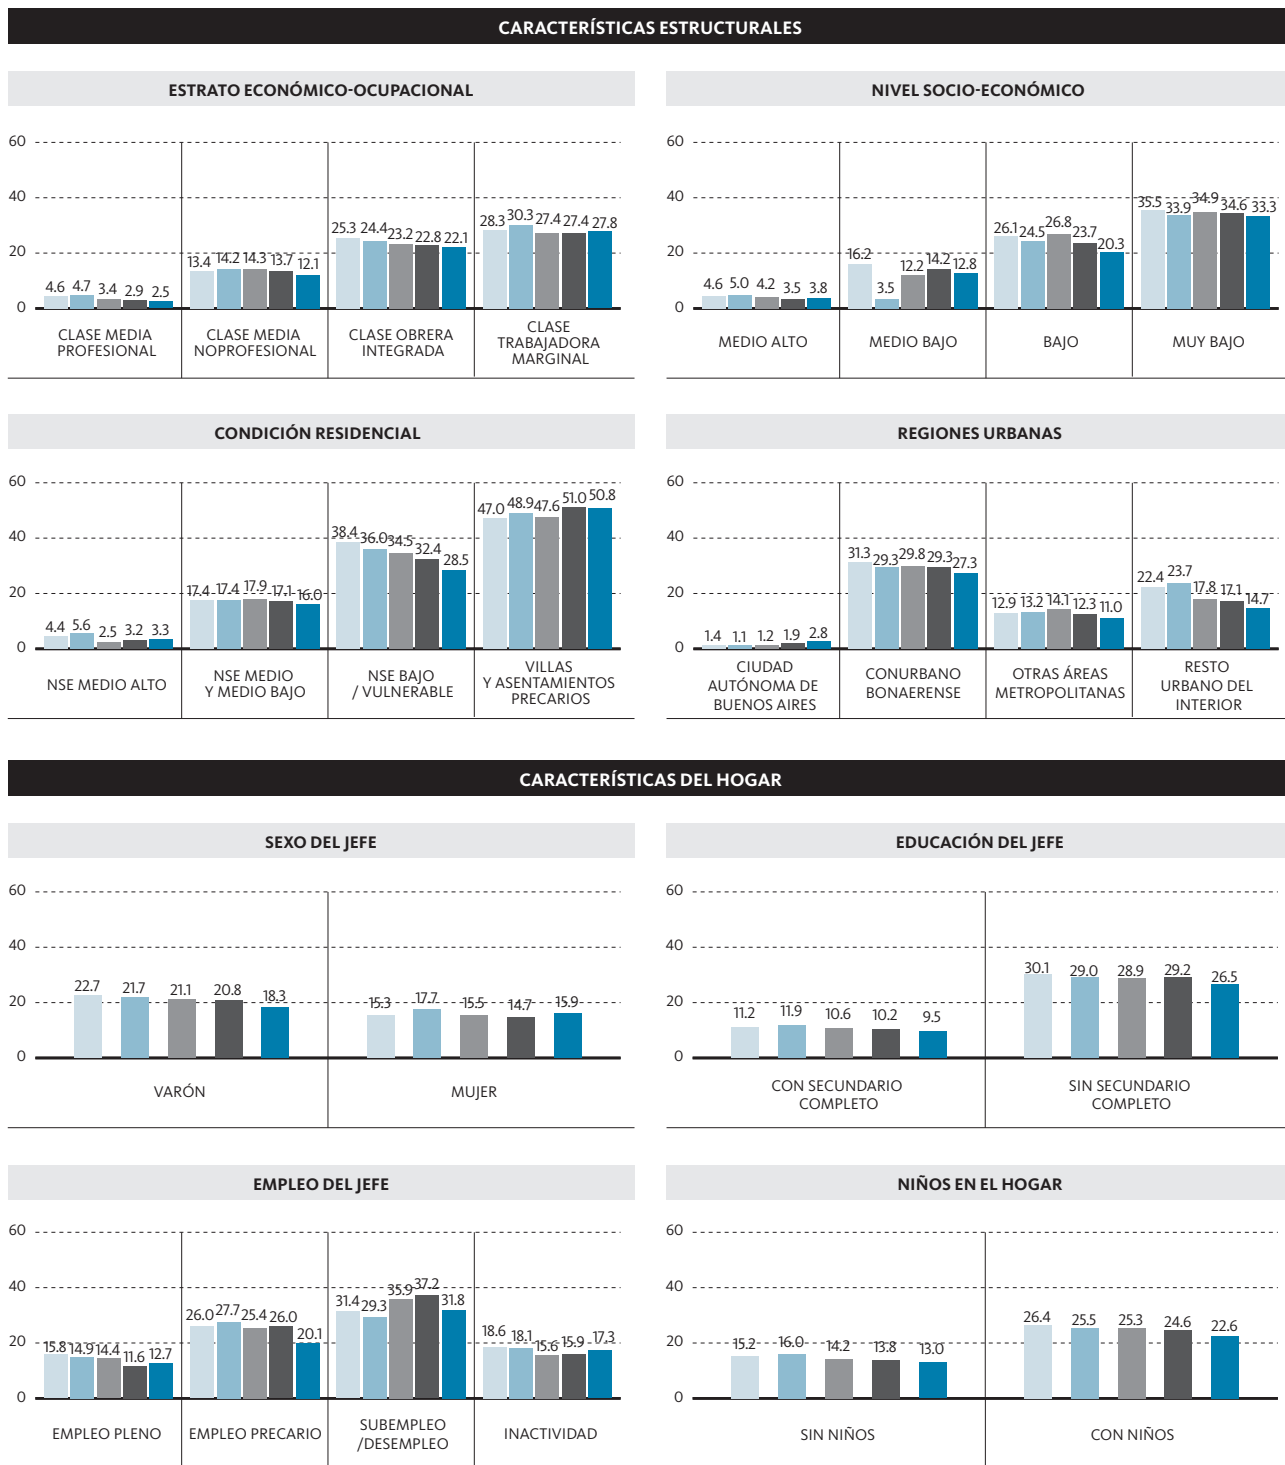 CARACTERÍSTICAS ESTRUCTURALES
ESTRATO ECONÓMICO-OCUPACIONAL
60
40
20
0
4.6 4.7 3.4 2.9 2.5
13.4 14.2 14.3 13.7 12.1
25.3 24.4 23.2 22.8 22.1
28.3 30.3 27.4 27.4 27.8
CLASE MEDIA
PROFESIONAL
CLASE MEDIA
NOPROFESIONAL
CLASE OBRERA
INTEGRADA
CLASE
TRABAJADORA
MARGINAL
NIVEL SOCIO-ECONÓMICO
60
40
20
0
4.6 5.0 4.2 3.5 3.8
16.2 3.5 12.2 14.2 12.8
26.1 24.5 26.8 23.7 20.3
35.5 33.9 34.9 34.6 33.3
MEDIO ALTO
MEDIO BAJO
BAJO
MUY BAJO
CONDICIÓN RESIDENCIAL
60
40
20
0
4.4 5.6 2.5 3.2 3.3
17.4 17.4 17.9 17.1 16.0
38.4 36.0 34.5 32.4 28.5
47.0 48.9 47.6 51.0 50.8
NSE MEDIO ALTO
NSE MEDIO
Y MEDIO BAJO
NSE BAJO
/ VULNERABLE
VILLAS
Y ASENTAMIENTOS
PRECARIOS
REGIONES URBANAS
60
40
20
0
1.4 1.1 1.2 1.9 2.8
31.3 29.3 29.8 29.3 27.3
12.9 13.2 14.1 12.3 11.0
22.4 23.7 17.8 17.1 14.7
CIUDAD
AUTÓNOMA DE
BUENOS AIRES
CONURBANO
BONAERENSE
OTRAS ÁREAS
METROPOLITANAS
RESTO
URBANO DEL
INTERIOR
CARACTERÍSTICAS DEL HOGAR
SEXO DEL JEFE
60
40
20
0
22.7 21.7 21.1 20.8 18.3
15.3 17.7 15.5 14.7 15.9
VARÓN
MUJER
EDUCACIÓN DEL JEFE
60
40
20
0
11.2 11.9 10.6 10.2 9.5
30.1 29.0 28.9 29.2 26.5
CON SECUNDARIO
COMPLETO
SIN SECUNDARIO
COMPLETO
EMPLEO DEL JEFE
60
40
20
0
15.8 14.9 14.4 11.6 12.7
26.0 27.7 25.4 26.0 20.1
31.4 29.3 35.9 37.2 31.8
18.6 18.1 15.6 15.9 17.3
EMPLEO PLENO
EMPLEO PRECARIO
SUBEMPLEO
/DESEMPLEO
INACTIVIDAD
NIÑOS EN EL HOGAR
60
40
20
0
15.2 16.0 14.2 13.8 13.0
26.4 25.5 25.3 24.6 22.6
SIN NIÑOS
CON NIÑOS